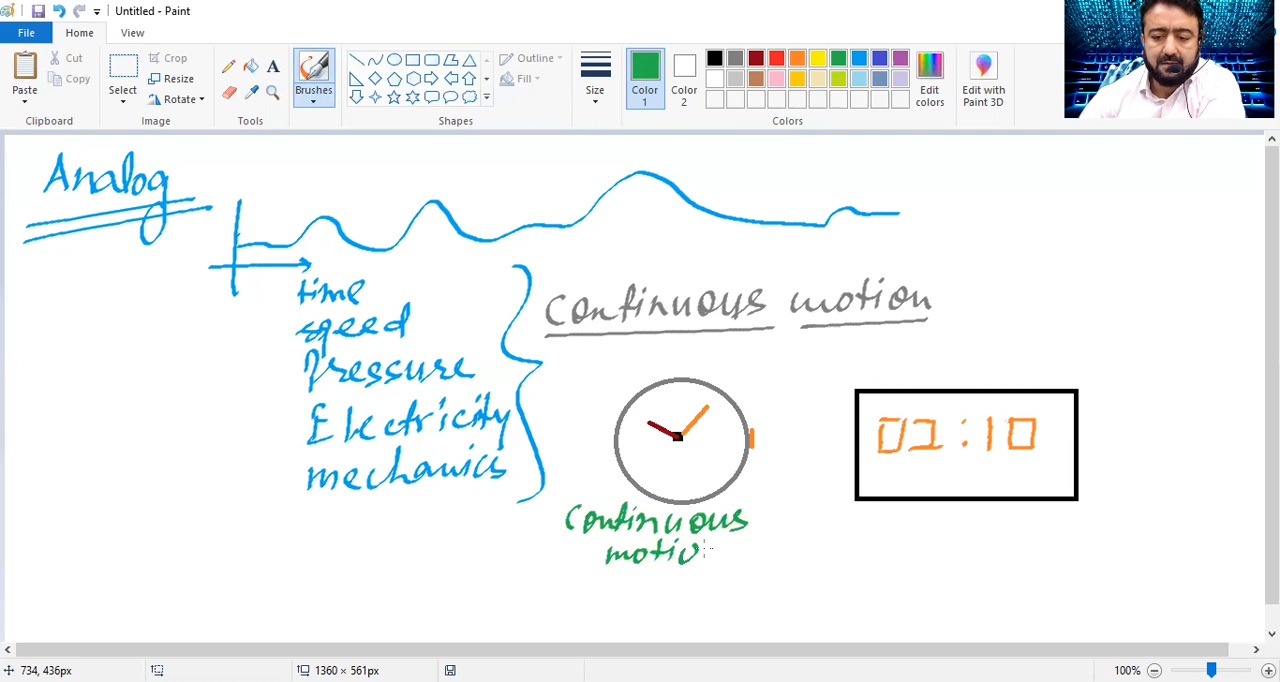 Untitled - Paint
File
Home
View
Paste
Cut
Copy
Clipboard
Select
Crop
Resize
Rotate
Image
A
Tools
Brushes
Outline
Fill
Shapes
Size
Color 1
Color 2
Edit colors
Colors
Edit with Paint 3D
Analog
time
speed
Pressure
Electricity
mechanics
continuous motion
01:10
continuous
motio
734, 436px
1360 × 561px
100%